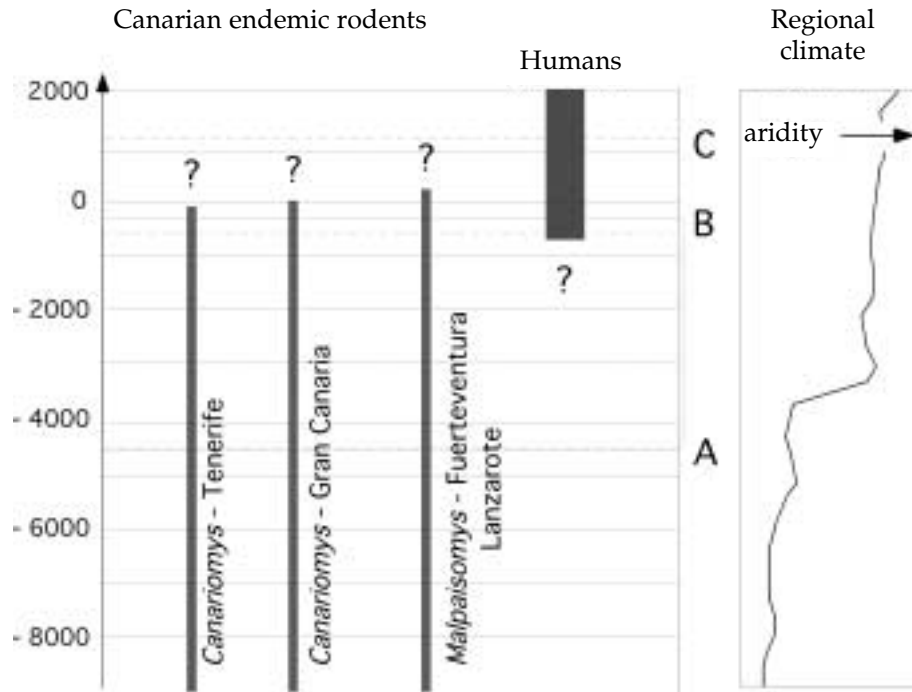 Canarian endemic rodents
Humans
Regional
climate
2000
0
- 2000
- 4000
- 6000
- 8000
?
?
?
?
Canariomys - Tenerife
Canariomys - Gran Canaria
Malpaisomys - Fuerteventura
Lanzarote
C
B
A
aridity